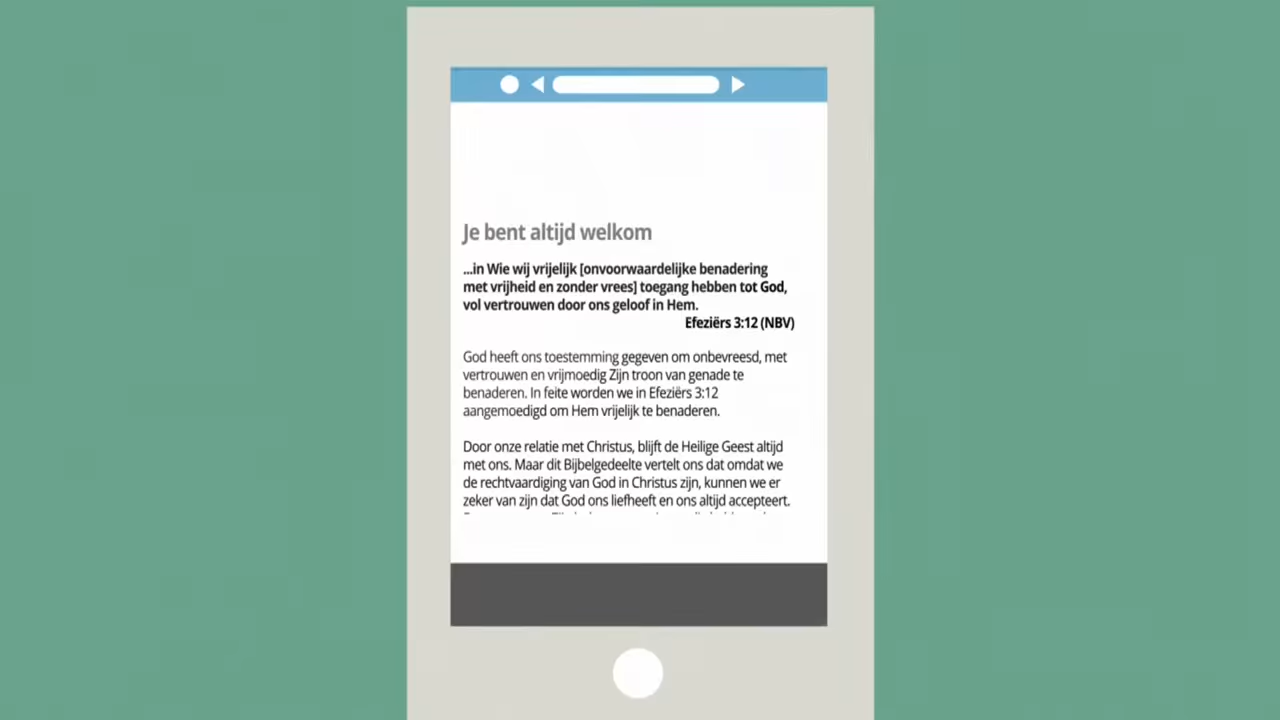 Je bent altijd welkom
...in Wie wij vrijelijk [onvoorwaardelijke benadering
met vrijheid en zonder vrees] toegang hebben tot God,
vol vertrouwen door ons geloof in Hem.
Efeziërs 3:12 (NBV)
God heeft ons toestemming gegeven om onbevreesd, met
vertrouwen en vrijmoedig Zijn troon van genade te
benaderen. In feite worden we in Efeziërs 3:12
aangemoedigd om Hem vrijelijk te benaderen.
Door onze relatie met Christus, blijft de Heilige Geest altijd
met ons. Maar dit Bijbelgedeelte vertelt ons dat omdat we
de rechtvaardiging van God in Christus zijn, kunnen we er
zeker van zijn dat God ons liefheeft en ons altijd accepteert.